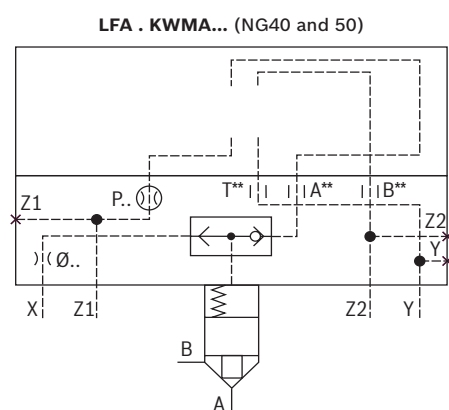 LFA . KWMA... (NG40 and 50)
P..
T**
A**
B**
Z1
Z2
Y
Ø..
X
Z1
Z2
Y
B
A